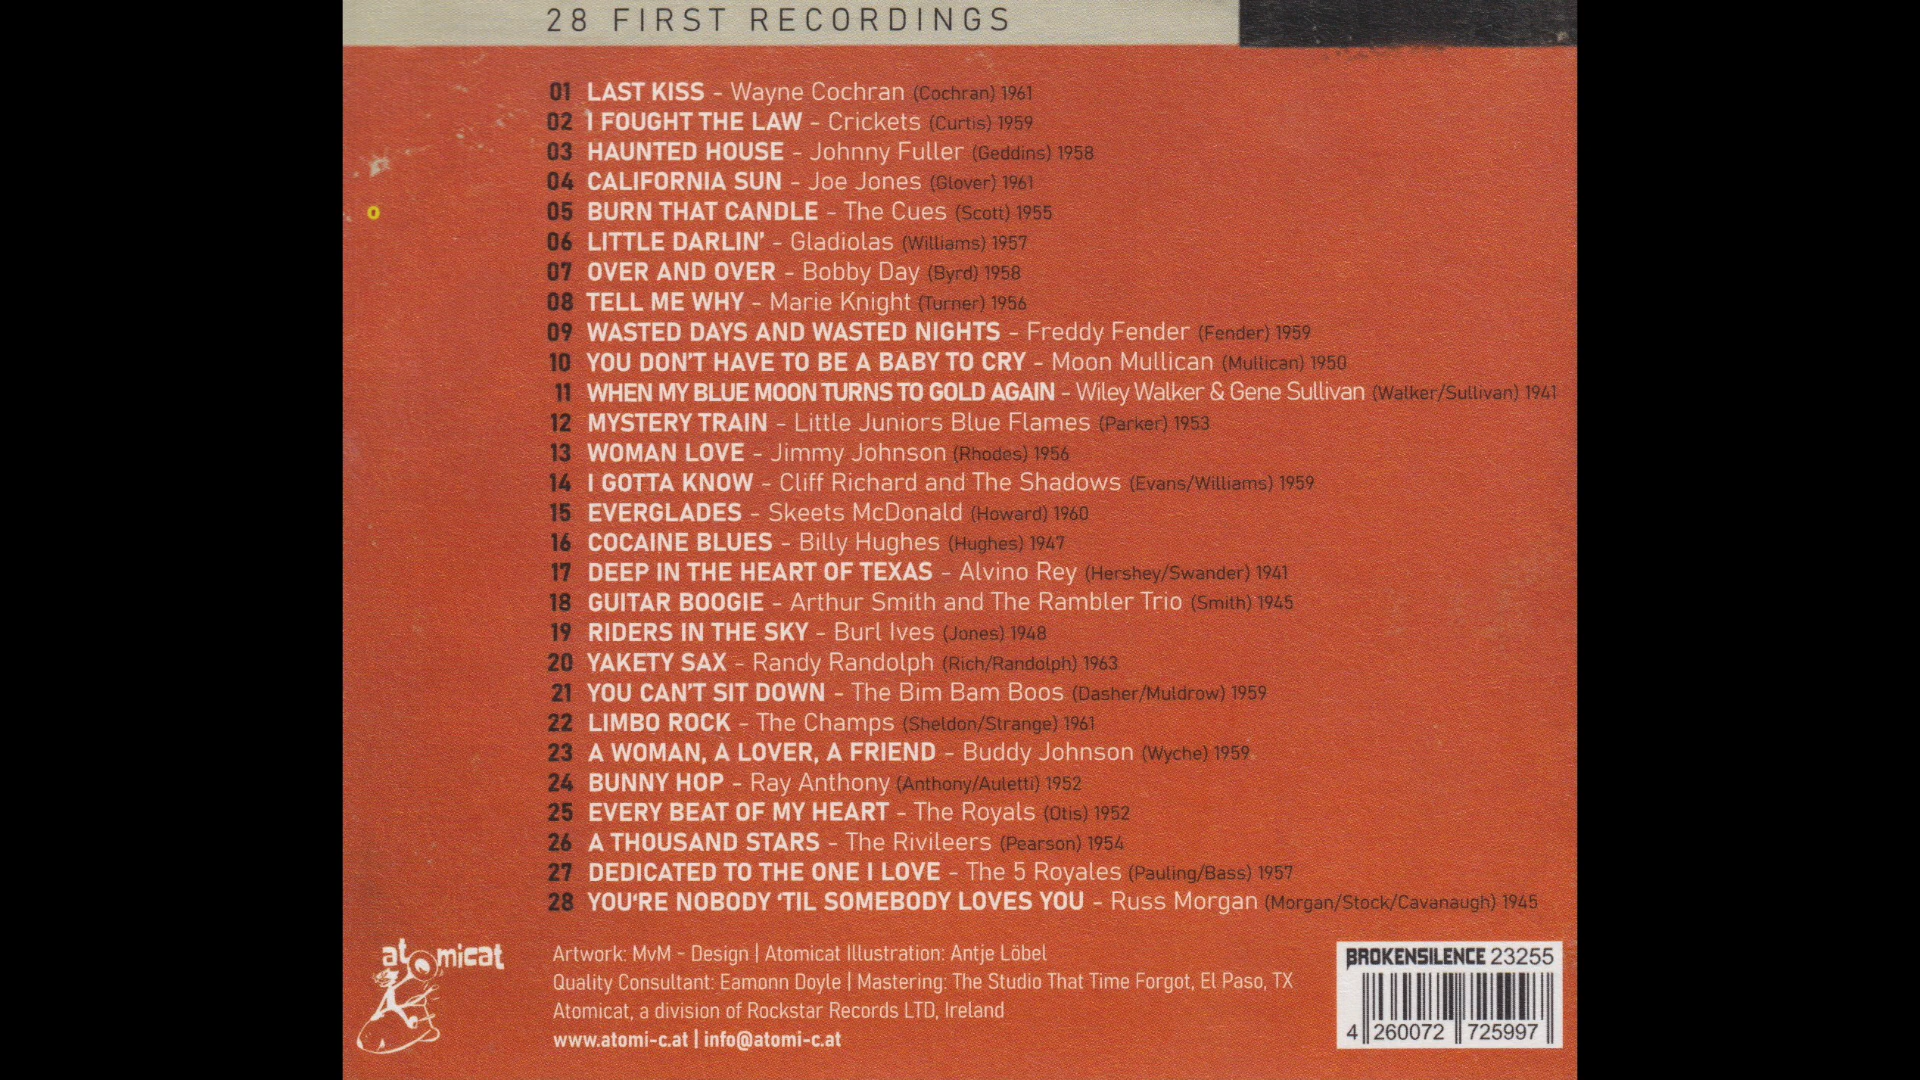 28 FIRST RECORDINGS
01 LAST KISS - Wayne Cochran (Cochran) 1961
02 I FOUGHT THE LAW - Crickets (Curtis) 1959
03 HAUNTED HOUSE - Johnny Fuller (Geddins) 1958
04 CALIFORNIA SUN - Joe Jones (Glover) 1961
05 BURN THAT CANDLE - The Cues (Scott) 1955
06 LITTLE DARLIN' - Gladiolas (Williams) 1957
07 OVER AND OVER - Bobby Day (Byrd) 1958
08 TELL ME WHY - Marie Knight (Turner) 1956
09 WASTED DAYS AND WASTED NIGHTS - Freddy Fender (Fender) 1959
10 YOU DON'T HAVE TO BE A BABY TO CRY - Moon Mullican (Mullican) 1950
11 WHEN MY BLUE MOON TURNS TO GOLD AGAIN - Wiley Walker & Gene Sullivan (Walker/Sullivan) 1941
12 MYSTERY TRAIN - Little Juniors Blue Flames (Parker) 1953
13 WOMAN LOVE - Jimmy Johnson (Rhodes) 1956
14 I GOTTA KNOW - Cliff Richard and The Shadows (Evans/Williams) 1959
15 EVERGLADES - Skeets McDonald (Howard) 1960
16 COCAINE BLUES - Billy Hughes (Hughes) 1947
17 DEEP IN THE HEART OF TEXAS - Alvino Rey (Hershey/Swander) 1941
18 GUITAR BOOGIE - Arthur Smith and The Rambler Trio (Smith) 1945
19 RIDERS IN THE SKY - Burl Ives (Jones) 1948
20 YAKETY SAX - Randy Randolph (Rich/Randolph) 1963
21 YOU CAN'T SIT DOWN - The Bim Bam Boos (Dasher/Muldrow) 1959
22 LIMBO ROCK - The Champs (Sheldon/Strange) 1961
23 A WOMAN, A LOVER, A FRIEND - Buddy Johnson (Wyche) 1959
24 BUNNY HOP - Ray Anthony (Anthony/Auletti) 1952
25 EVERY BEAT OF MY HEART - The Royals (Otis) 1952
26 A THOUSAND STARS - The Rivileers (Pearson) 1954
27 DEDICATED TO THE ONE I LOVE - The 5 Royales (Pauling/Bass) 1957
28 YOU'RE NOBODY 'TIL SOMEBODY LOVES YOU - Russ Morgan (Morgan/Stock/Cavanaugh) 1945
atomicat
Artwork: MvM - Design | Atomicat Illustration: Antje Löbel
Quality Consultant: Eamonn Doyle | Mastering: The Studio That Time Forgot, El Paso, TX
Atomicat, a division of Rockstar Records LTD, Ireland
www.atomi-c.at | info@atomi-c.at
BROKENSILENCE 23255
4 260072 725997